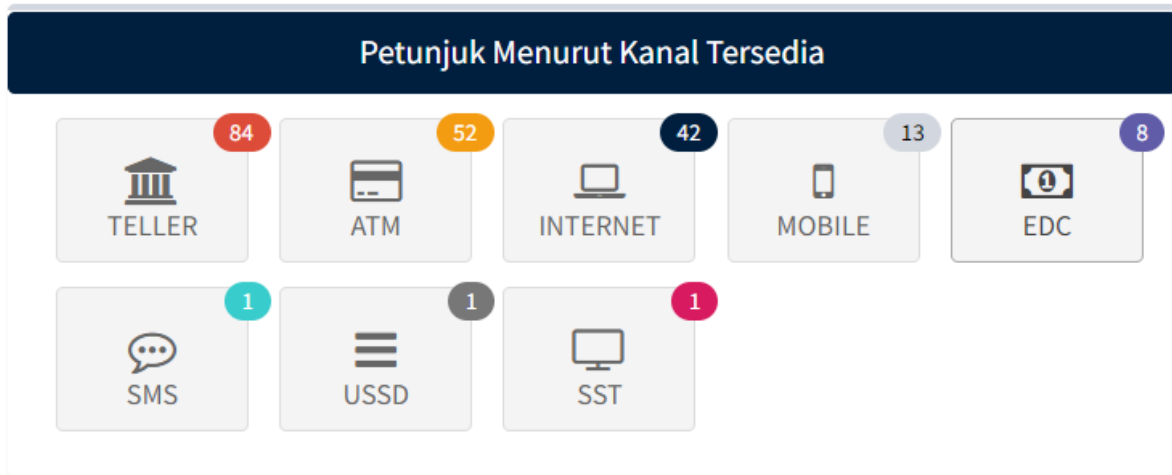 Petunjuk Menurut Kanal Tersedia
84 52 42 13 8
TELLER ATM INTERNET MOBILE EDC
1 1 1
SMS USSD SST